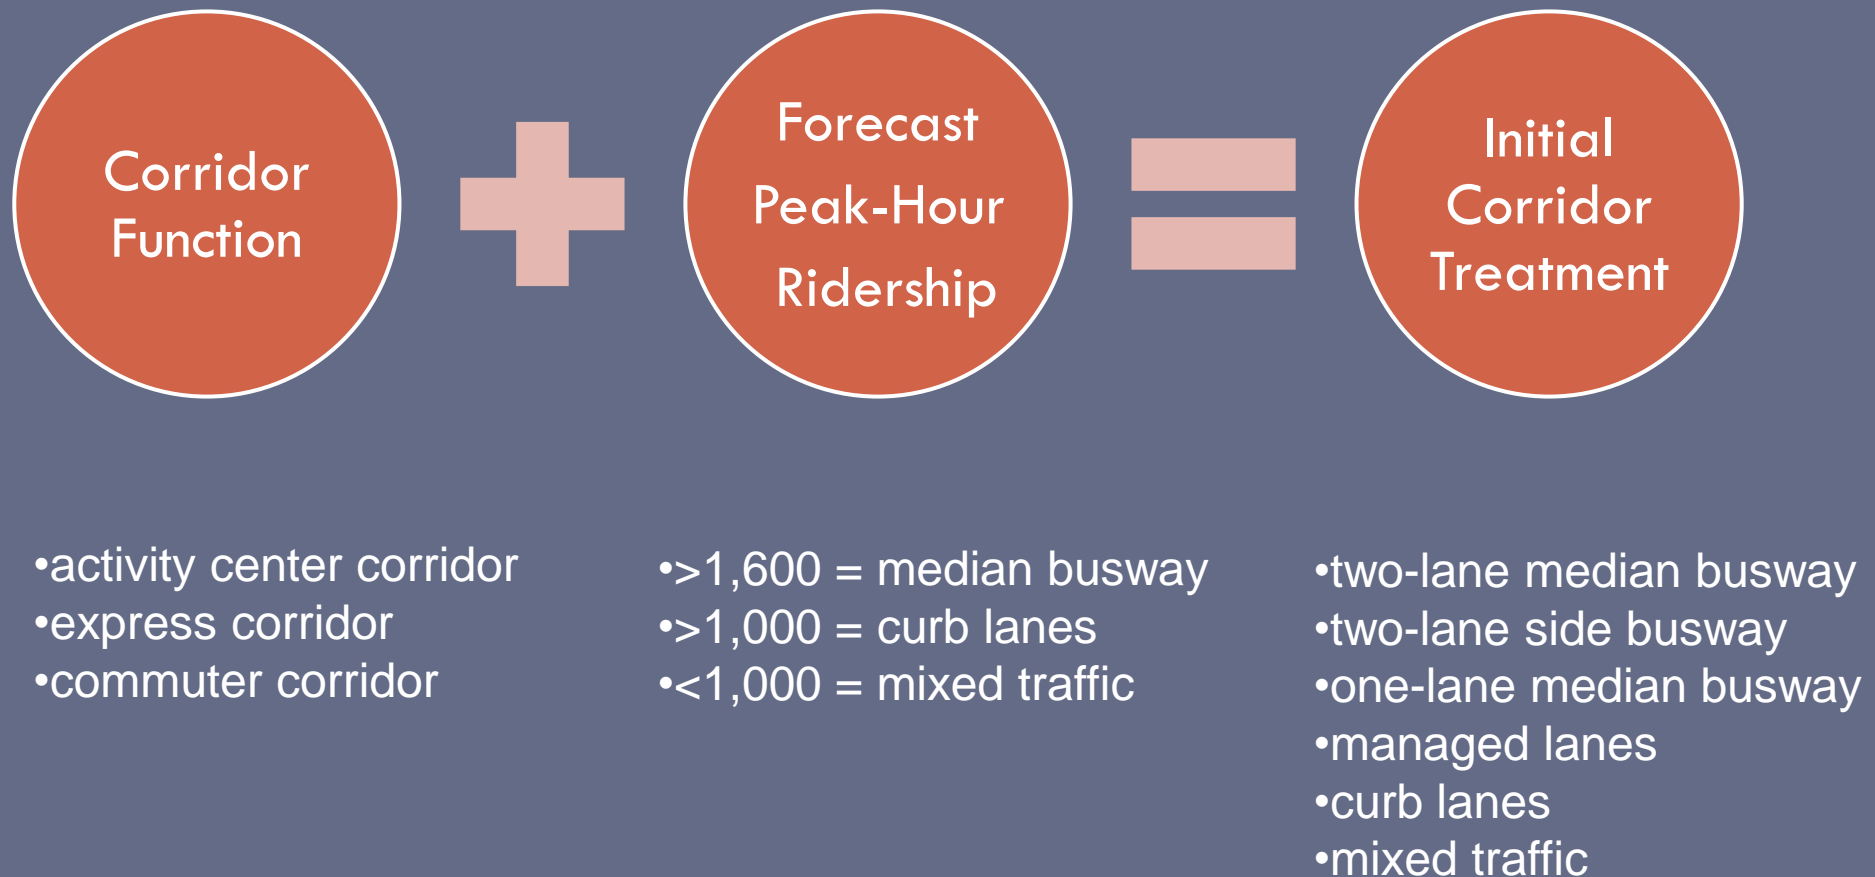 Corridor
Function
Forecast
Peak-Hour
Ridership
Initial
Corridor
Treatment
•activity center corridor
•express corridor
•commuter corridor
•>1,600 = median busway
•>1,000 = curb lanes
•<1,000 = mixed traffic
•two-lane median busway
•two-lane side busway
•one-lane median busway
•managed lanes
•curb lanes
•mixed traffic